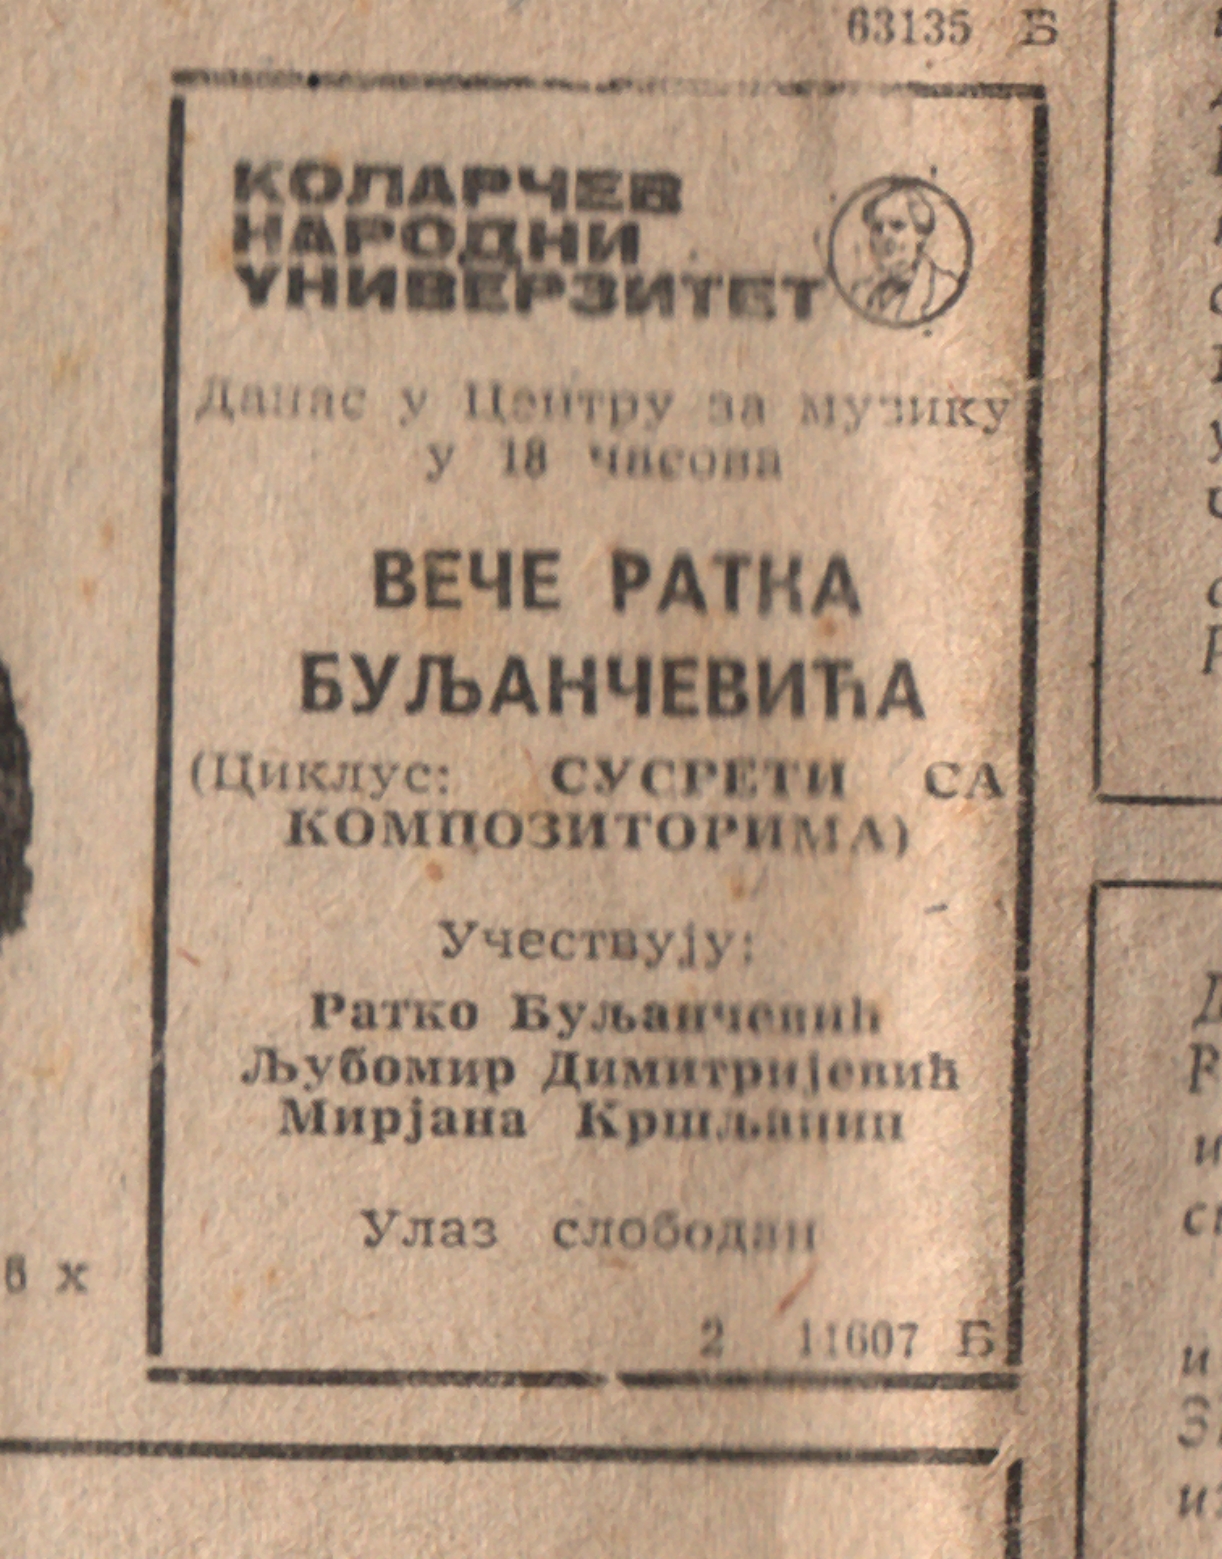 63135 Б
КОЛАРЧЕВ
НАРОДНИ
УНИВЕРЗИТЕТ
Данас у Центру за музику
у 18 часова
ВЕЧЕ РАТКА
БУЉАНЧЕВИЋА
(Циклус: СУСРЕТИ СА
КОМПОЗИТОРИМА)
Учествују:
Ратко Буљанчевић
Љубомир Димитријевић
Мирјана Кршљанин
Улаз слободан
2 11607 Б